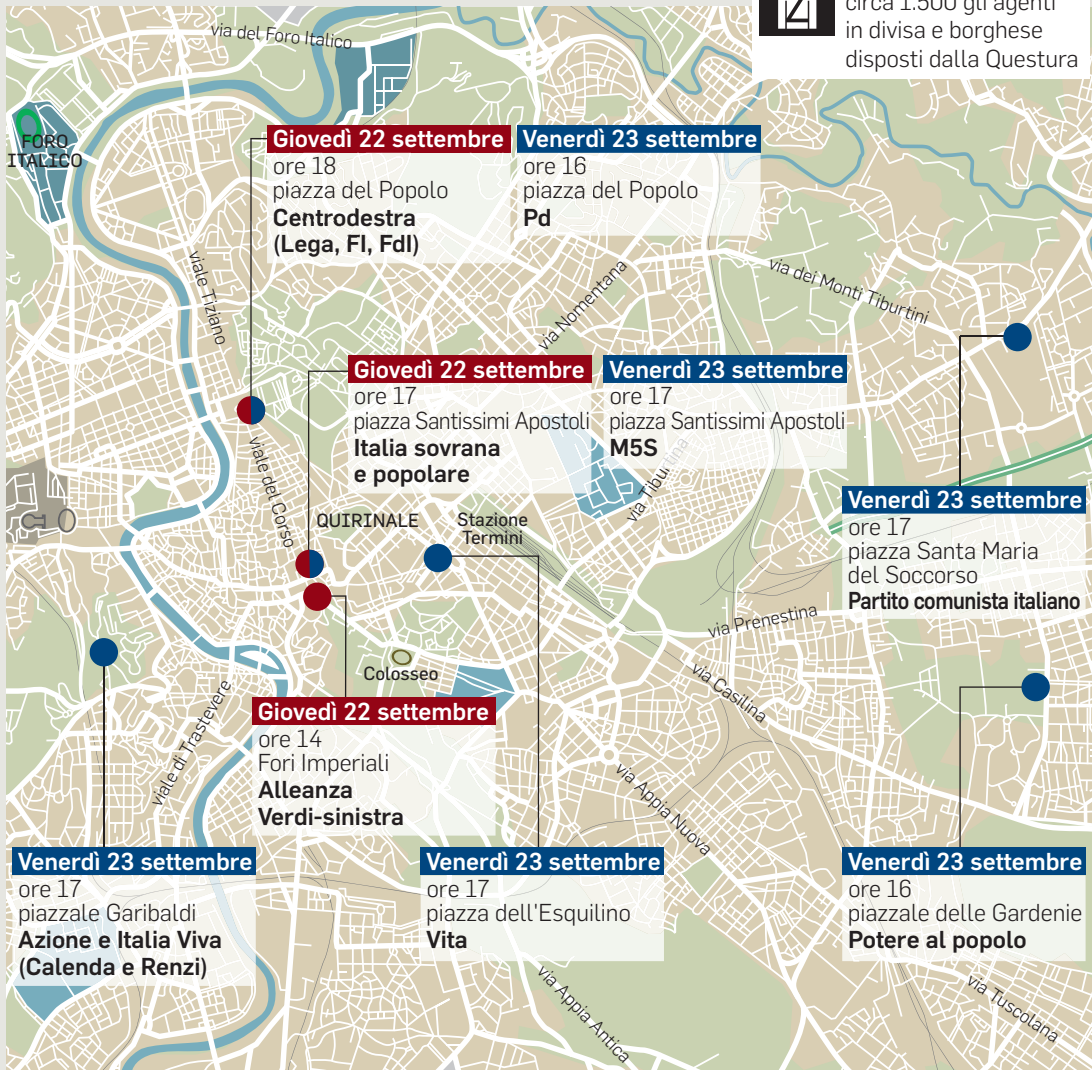 circa 1.500 gli agenti
in divisa e borghese
disposti dalla Questura
via del Foro Italico
FORO
ITALICO
Giovedì 22 settembre
ore 18
piazza del Popolo
Centrodestra
(Lega, FI, FdI)
Venerdì 23 settembre
ore 16
piazza del Popolo
Pd
viale Tiziano
via Nomentana
via dei Monti Tiburtini
Giovedì 22 settembre
ore 17
piazza Santissimi Apostoli
Italia sovrana
e popolare
Venerdì 23 settembre
ore 17
piazza Santissimi Apostoli
M5S
viale del Corso
via Tiburtina
QUIRINALE
Stazione
Termini
Venerdì 23 settembre
ore 17
piazza Santa Maria
del Soccorso
Partito comunista italiano
via Prenestina
via Casilina
Colosseo
viale di Trastevere
Giovedì 22 settembre
ore 14
Fori Imperiali
Alleanza
Verdi-sinistra
via Appia Nuova
Venerdì 23 settembre
ore 17
piazzale Garibaldi
Azione e Italia Viva
(Calenda e Renzi)
Venerdì 23 settembre
ore 17
piazza dell'Esquilino
Vita
Venerdì 23 settembre
ore 16
piazzale delle Gardenie
Potere al popolo
via Appia Antica
via Tuscolana